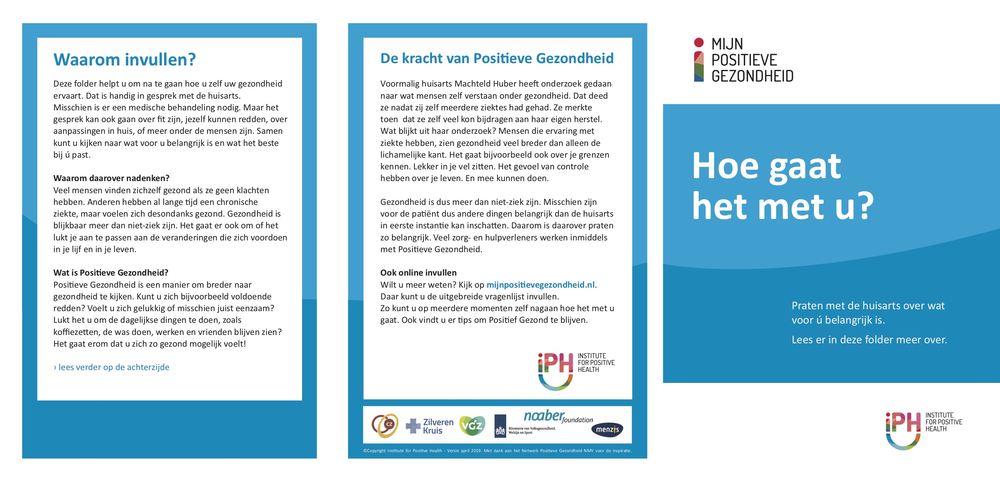 Waarom invullen?
Deze folder helpt u om na te gaan hoe u zelf uw gezondheid
ervaart. Dat is handig in gesprek met de huisarts.
Misschien is er een medische behandeling nodig. Maar het
gesprek kan ook gaan over fit zijn, jezelf kunnen redden, over
aanpassingen in huis, of meer onder de mensen zijn. Samen
kunt u kijken naar wat voor u belangrijk is en wat het beste
bij ú past.
Waarom daarover nadenken?
Veel mensen vinden zichzelf gezond als ze geen klachten
hebben. Anderen hebben al lange tijd een chronische
ziekte, maar voelen zich desondanks gezond. Gezondheid is
blijkbaar meer dan niet-ziek zijn. Het gaat er ook om of het
lukt je aan te passen aan de veranderingen die zich voordoen
in je lijf en in je leven.
Wat is Positieve Gezondheid?
Positieve Gezondheid is een manier om breder naar
gezondheid te kijken. Kunt u zich bijvoorbeeld voldoende
redden? Voelt u zich gelukkig of misschien juist eenzaam?
Lukt het u om de dagelijkse dingen te doen, zoals
koffiezetten, de was doen, werken en vrienden blijven zien?
Het gaat erom dat u zich zo gezond mogelijk voelt!
› lees verder op de achterzijde
De kracht van Positieve Gezondheid
Voormalig huisarts Machteld Huber heeft onderzoek gedaan
naar wat mensen zelf verstaan onder gezondheid. Dat deed
ze nadat zij zelf meerdere ziektes had gehad. Ze merkte
toen  dat ze zelf veel kon bijdragen aan haar eigen herstel.
Wat blijkt uit haar onderzoek? Mensen die ervaring met
ziekte hebben, zien gezondheid veel breder dan alleen de
lichamelijke kant. Het gaat bijvoorbeeld ook over je grenzen
kennen. Lekker in je vel zitten. Het gevoel van controle
hebben over je leven. En mee kunnen doen.
Gezondheid is dus meer dan niet-ziek zijn. Misschien zijn
voor de patiënt dus andere dingen belangrijk dan de huisarts
in eerste instantie kan inschatten. Daarom is daarover praten
zo belangrijk. Veel zorg- en hulpverleners werken inmiddels
met Positieve Gezondheid.
Ook online invullen
Wilt u meer weten? Kijk op mijnpositievegezondheid.nl.
Daar kunt u de uitgebreide vragenlijst invullen.
Zo kunt u op meerdere momenten zelf nagaan hoe het met u
gaat. Ook vindt u er tips om Positief Gezond te blijven.
iPH INSTITUTE
FOR POSITIVE
HEALTH
CZ
Zilveren
Kruis
vgz
Ministerie van Volksgezondheid,
Welzijn en Sport
noaber foundation
menzis
©Copyright Institute for Positive Health - Versie april 2019. Met dank aan het Netwerk Positieve Gezondheid NMV voor de inspiratie.
MIJN
POSITIEVE
GEZONDHEID
Hoe gaat
het met u?
Praten met de huisarts over wat
voor ú belangrijk is.
Lees er in deze folder meer over.
iPH INSTITUTE
FOR POSITIVE
HEALTH